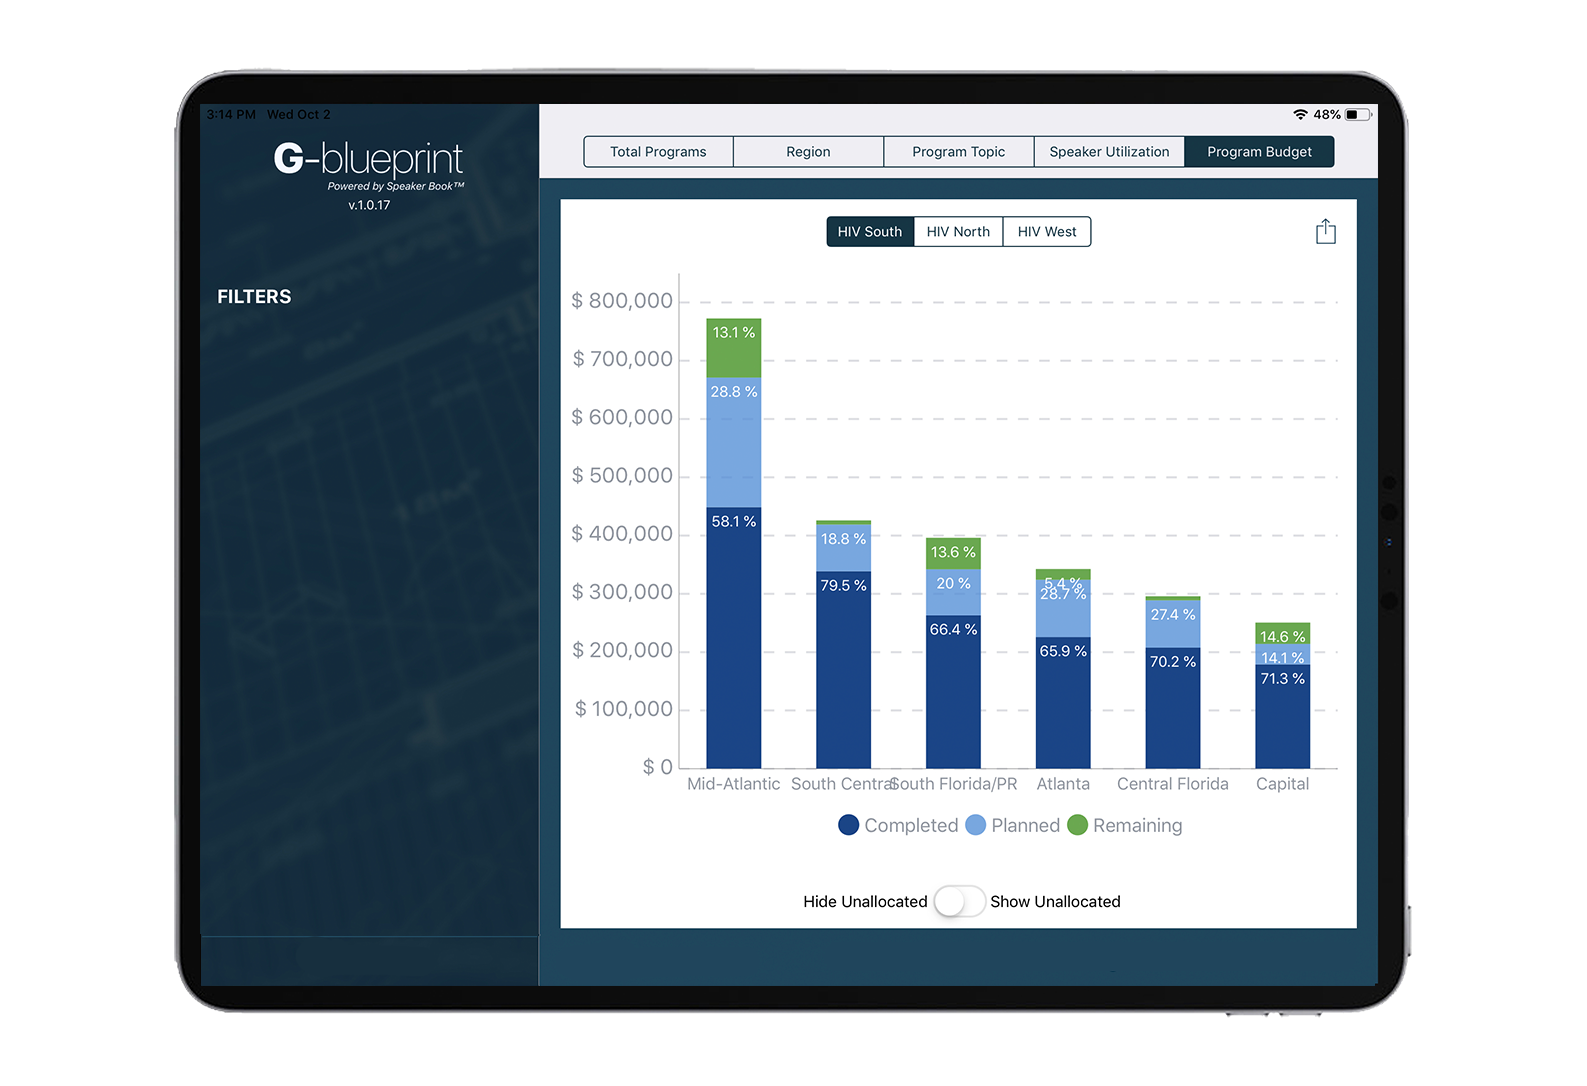 3:14 PM Wed Oct 2
48%
G-blueprint
Powered by Speaker Book™
v.1.0.17
FILTERS
Total Programs
Region
Program Topic
Speaker Utilization
Program Budget
HIV South
HIV North
HIV West
$ 800,000
$ 700,000
$ 600,000
$ 500,000
$ 400,000
$ 300,000
$ 200,000
$ 100,000
$ 0
13.1 %
28.8 %
58.1 %
18.8 %
79.5 %
13.6 %
20 %
66.4 %
5.4 %
28.7 %
65.9 %
27.4 %
70.2 %
14.6 %
14.1 %
71.3 %
Mid-Atlantic
South Central
South Florida/PR
Atlanta
Central Florida
Capital
Completed
Planned
Remaining
Hide Unallocated
Show Unallocated